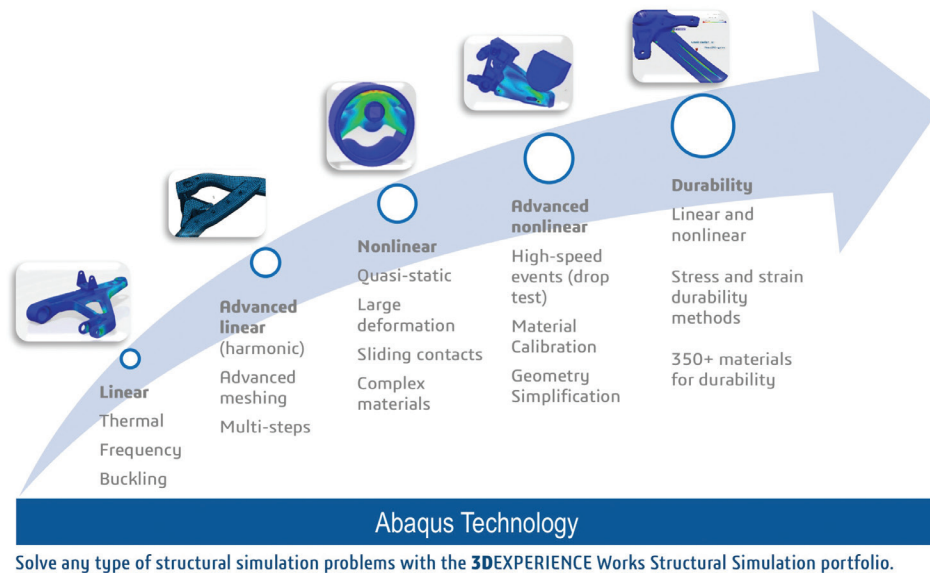 Linear
Thermal
Frequency
Buckling
Advanced
linear
(harmonic)
Advanced
meshing
Multi-steps
Nonlinear
Quasi-static
Large
deformation
Sliding contacts
Complex
materials
Advanced
nonlinear
High-speed
events (drop
test)
Material
Calibration
Geometry
Simplification
Durability
Linear and
nonlinear
Stress and strain
durability
methods
350+ materials
for durability
Abaqus Technology
Solve any type of structural simulation problems with the 3DEXPERIENCE Works Structural Simulation portfolio.